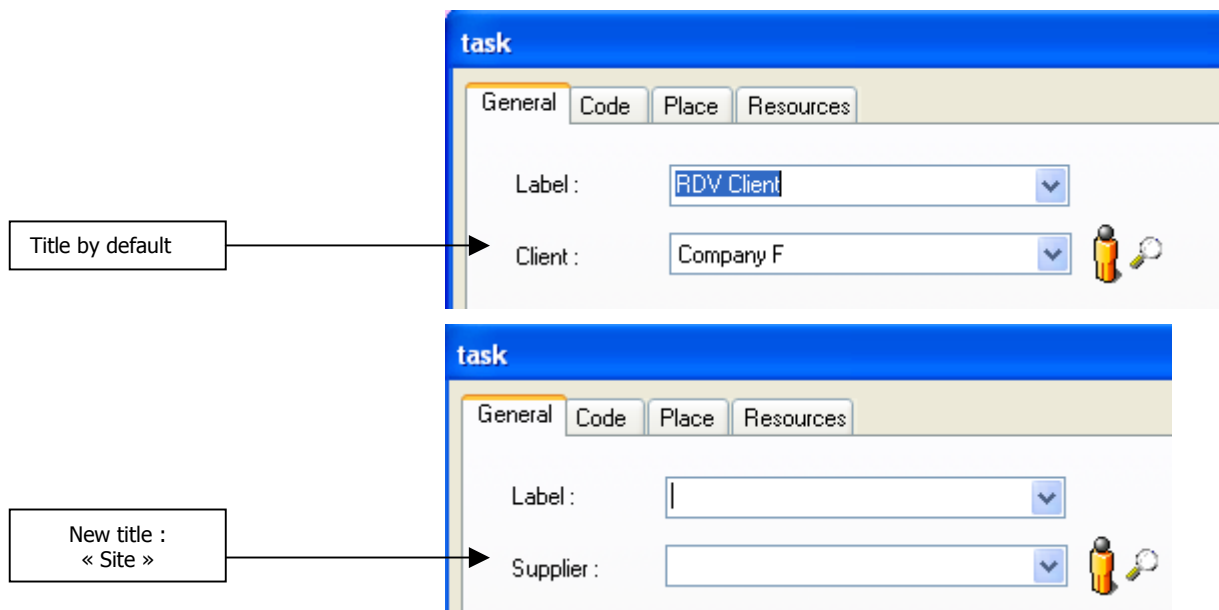 task
General Code Place Resources
Label : RDV Client
Title by default
Client : Company F
task
General Code Place Resources
Label :
New title :
« Site »
Supplier :